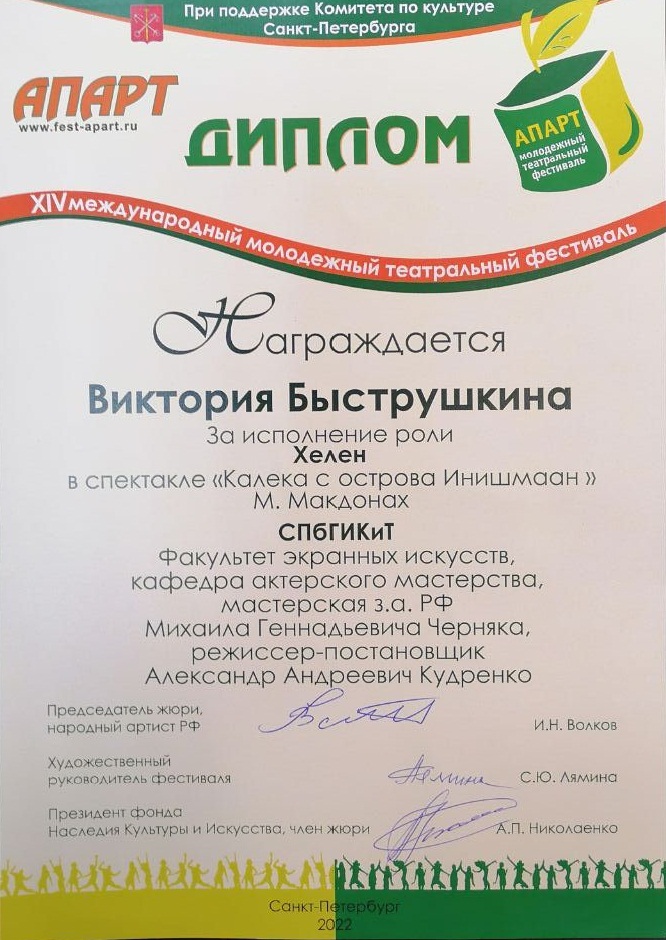 При поддержке Комитета по культуре
Санкт-Петербурга
АПАРТ
www.fest-apart.ru
ДИПЛОМ
АПАРТ
молодежный
театральный
фестиваль
XIV международный молодежный театральный фестиваль
Награждается
Виктория Быструшкина
За исполнение роли
Хелен
в спектакле «Калека с острова Инишмаан »
М. Макдонах
СПбГИКиТ
Факультет экранных искусств,
кафедра актерского мастерства,
мастерская з.а. РФ
Михаила Геннадьевича Черняка,
режиссер-постановщик
Александр Андреевич Кудренко
Председатель жюри,
народный артист РФ
И.Н. Волков
Художественный
руководитель фестиваля
С.Ю. Лямина
Президент фонда
Наследия Культуры и Искусства, член жюри
А.П. Николаенко
Санкт-Петербург
2022